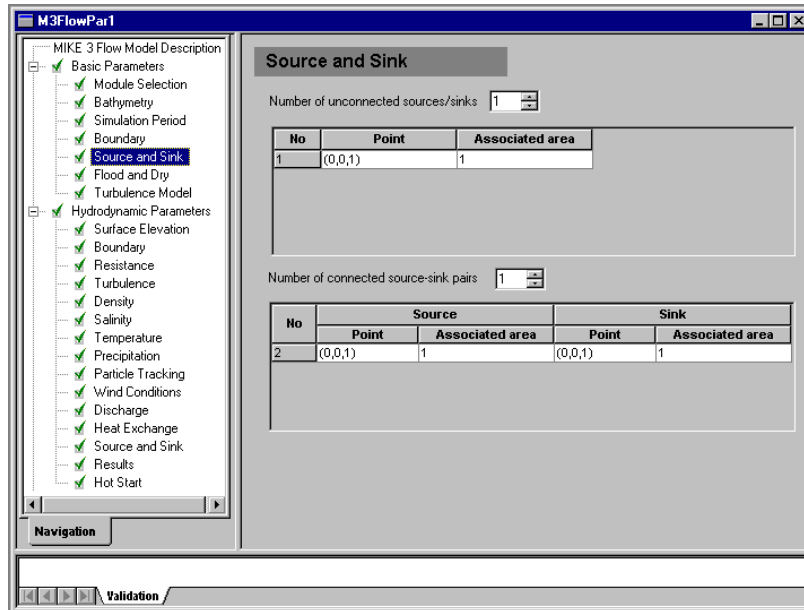 M3FlowPar1
MIKE 3 Flow Model Description
Basic Parameters
Module Selection
Bathymetry
Simulation Period
Boundary
Source and Sink
Flood and Dry
Turbulence Model
Hydrodynamic Parameters
Surface Elevation
Boundary
Resistance
Turbulence
Density
Salinity
Temperature
Precipitation
Particle Tracking
Wind Conditions
Discharge
Heat Exchange
Source and Sink
Results
Hot Start
Navigation
Source and Sink
Number of unconnected sources/sinks 1
No Point Associated area
1 (0,0,1) 1
Number of connected source-sink pairs 1
No Source Sink
Point Associated area Point Associated area
2 (0,0,1) 1 (0,0,1) 1
Validation